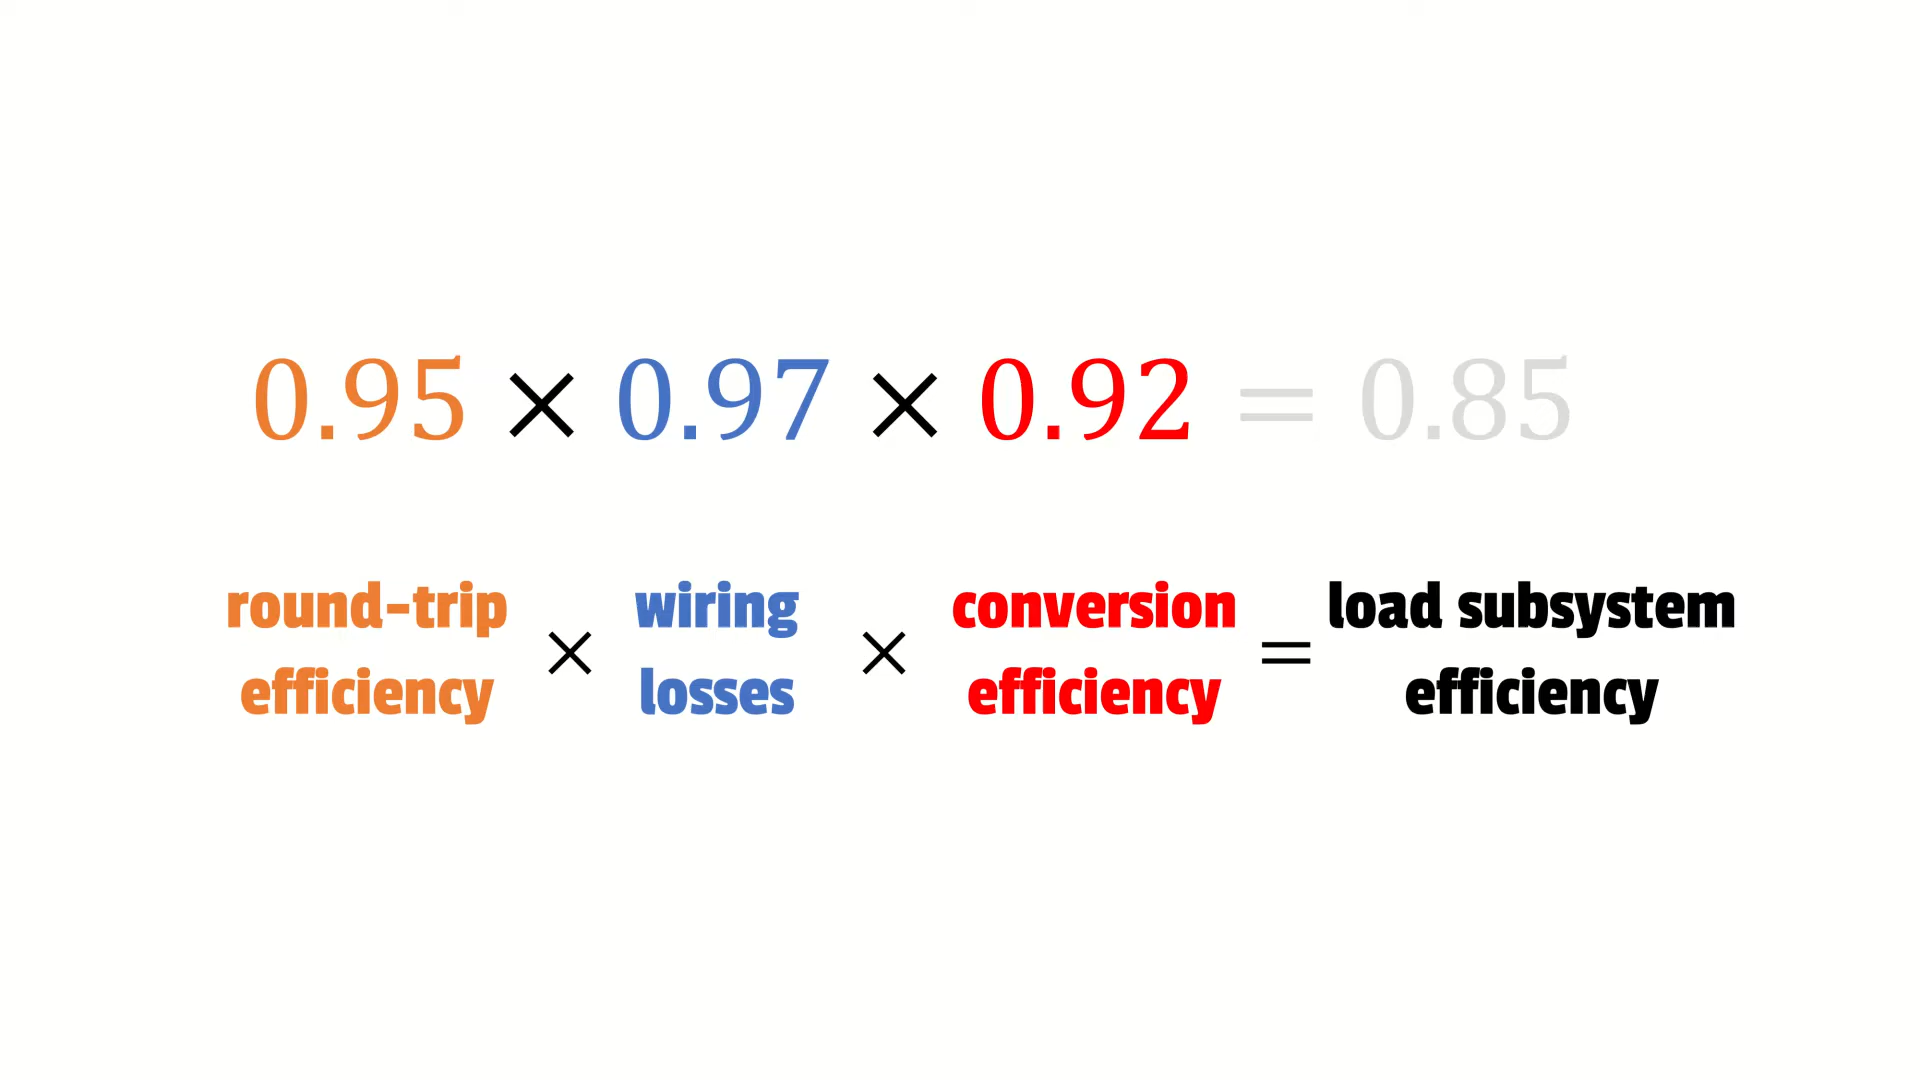 0.95 × 0.97 × 0.92 = 0.85
round-trip wiring conversion load subsystem
× × =
efficiency losses efficiency efficiency